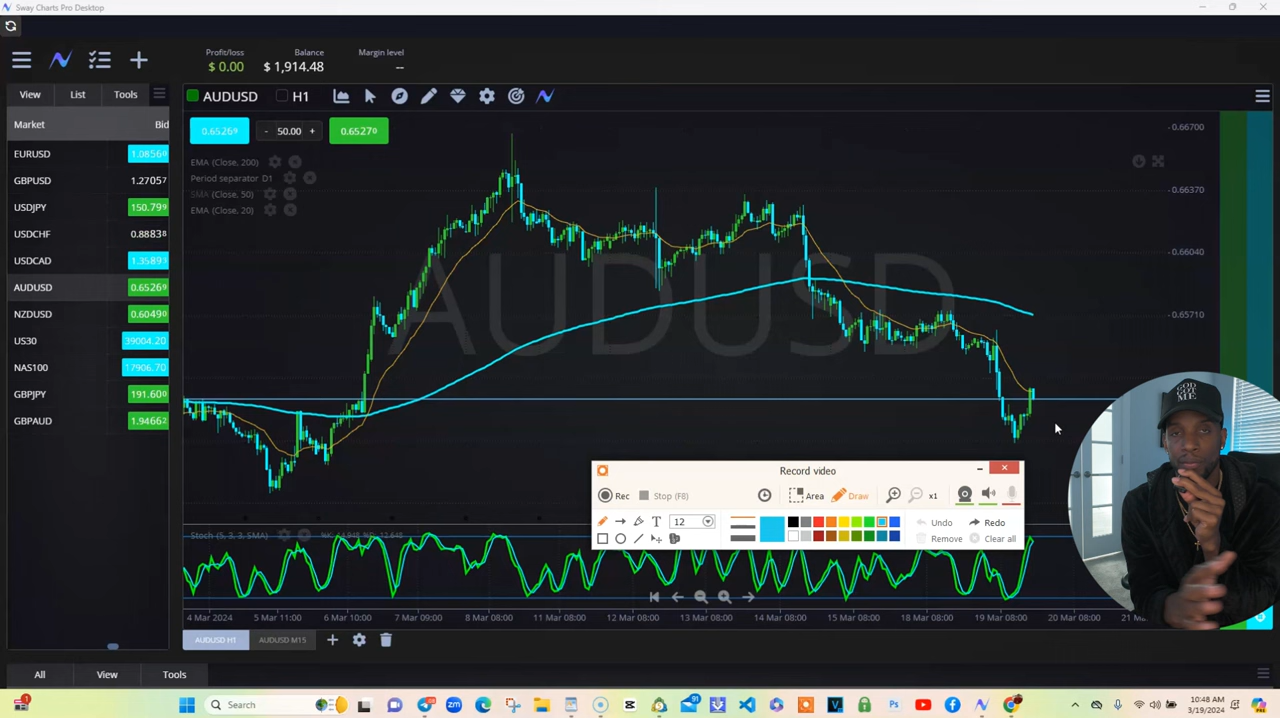 Sway Charts Pro Desktop
Profit/loss
$ 0.00
Balance
$ 1,914.48
Margin level
--
View List Tools
AUDUSD H1
Market Bid
0.65269 - 50.00 + 0.65270
EURUSD 1.08560
GBPUSD 1.27057
USDJPY 150.799
USDCHF 0.88838
USDCAD 1.35893
AUDUSD 0.65269
NZDUSD 0.60490
US30 39004.20
NAS100 17906.70
GBPJPY 191.600
GBPAUD 1.94662
EMA (Close, 200)
Period separator D1
SMA (Close, 50)
EMA (Close, 20)
AUDUSD
0.66700
0.66370
0.66040
0.65710
GOD
GOT
ME
Record video
Rec Stop (F8) Area Draw x1
T 12 Undo Redo
Remove Clear all
Stoch (5, 3, 3, SMA)
4 Mar 2024 5 Mar 11:00 6 Mar 10:00 7 Mar 09:00 8 Mar 08:00 11 Mar 08:00 12 Mar 08:00 13 Mar 08:00 14 Mar 08:00 15 Mar 08:00 18 Mar 08:00 19 Mar 08:00 20 Mar 08:00
AUDUSD H1 AUDUSD M15
All View Tools
Search
10:48 AM
3/19/2024